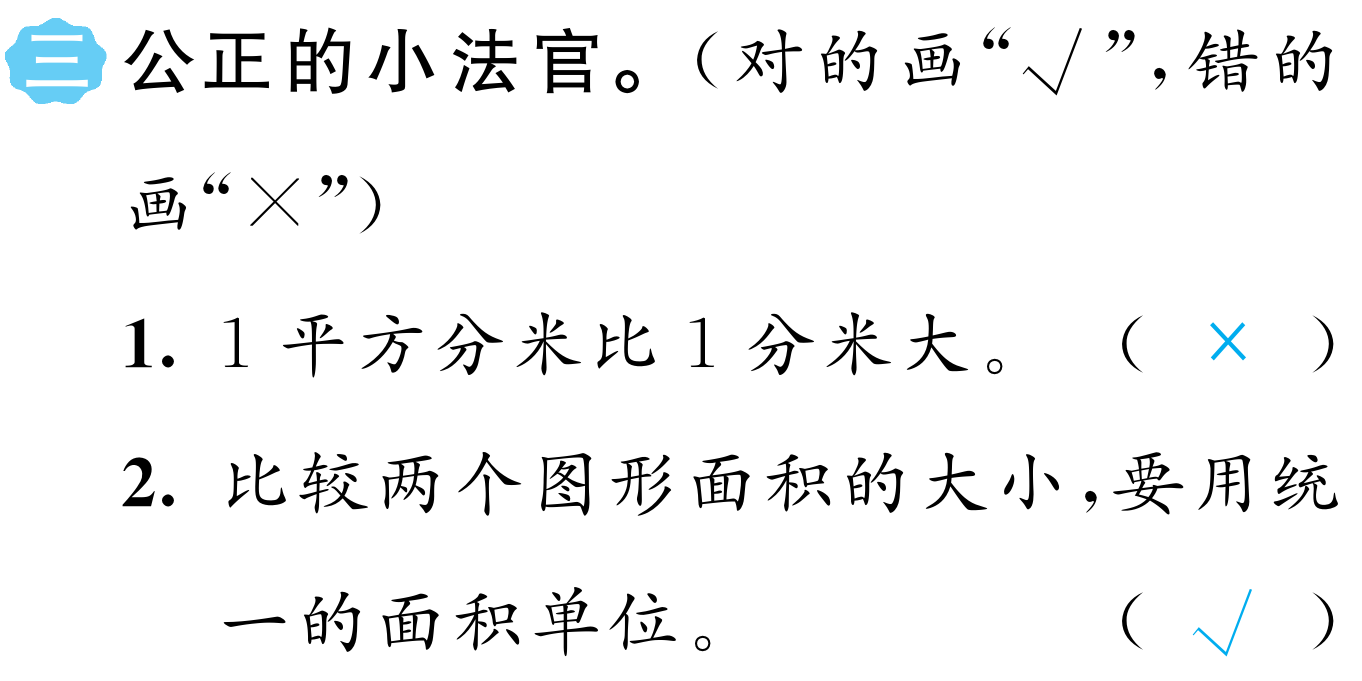 三 公正的小法官。（对的画“√”，错的
画“×”）
1. 1平方分米比1分米大。 （ × ）
2. 比较两个图形面积的大小，要用统
一的面积单位。 （ √ ）